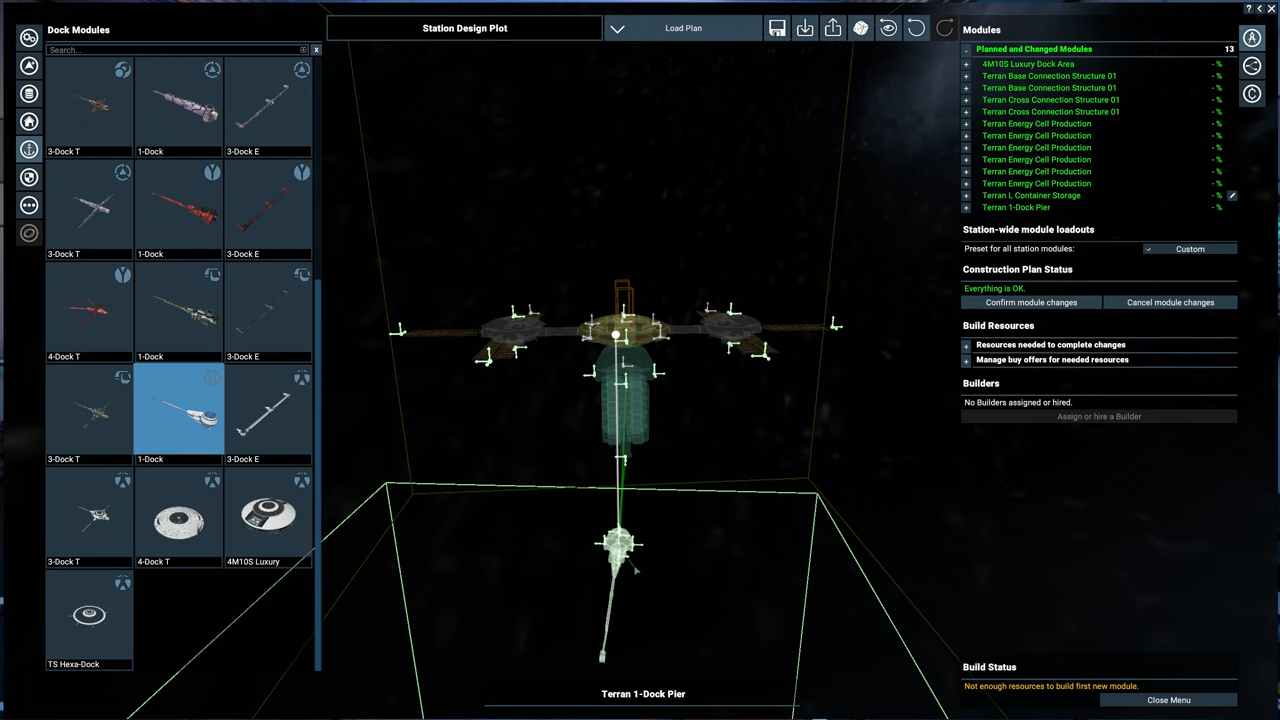 Dock Modules
Search...
x
3-Dock T
1-Dock
3-Dock E
3-Dock T
1-Dock
3-Dock E
4-Dock T
1-Dock
3-Dock E
3-Dock T
1-Dock
3-Dock E
3-Dock T
4-Dock T
4M10S Luxury
TS Hexa-Dock
Station Design Plot
Load Plan
Terran 1-Dock Pier
Modules
- Planned and Changed Modules 13
+ 4M10S Luxury Dock Area - %
+ Terran Base Connection Structure 01 - %
+ Terran Base Connection Structure 01 - %
+ Terran Cross Connection Structure 01 - %
+ Terran Cross Connection Structure 01 - %
+ Terran Energy Cell Production - %
+ Terran Energy Cell Production - %
+ Terran Energy Cell Production - %
+ Terran Energy Cell Production - %
+ Terran Energy Cell Production - %
+ Terran Energy Cell Production - %
+ Terran L Container Storage - %
+ Terran 1-Dock Pier - %
Station-wide module loadouts
Preset for all station modules: Custom
Construction Plan Status
Everything is OK.
Confirm module changes Cancel module changes
Build Resources
+ Resources needed to complete changes
+ Manage buy offers for needed resources
Builders
No Builders assigned or hired.
Assign or hire a Builder
Build Status
Not enough resources to build first new module.
Close Menu